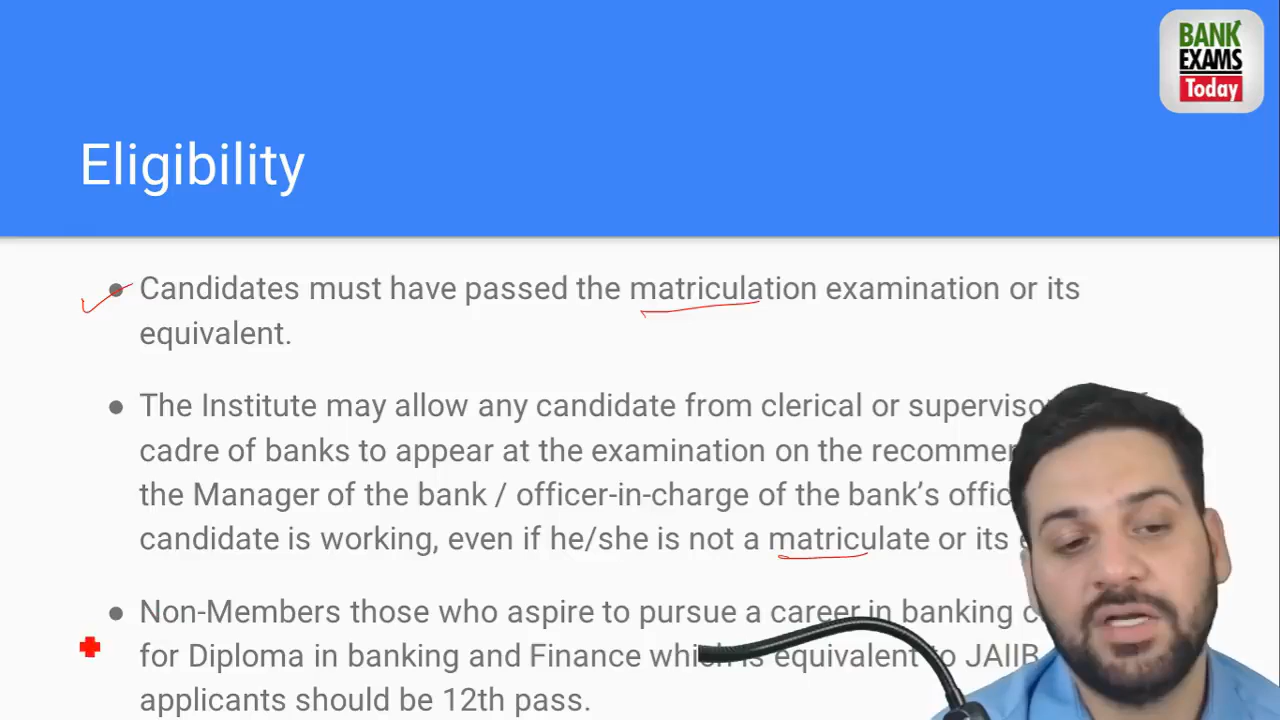 BANK
EXAMS
Today
Eligibility
● Candidates must have passed the matriculation examination or its
equivalent.
● The Institute may allow any candidate from clerical or
cadre of banks to appear at the examination on the
the Manager of the bank / officer-in-charge of the bank’s
candidate is working, even if he/she is not a matriculate or its
● Non-Members those who aspire to pursue a career in banking
for Diploma in banking and Finance which is equivalent to JAIIB
applicants should be 12th pass.